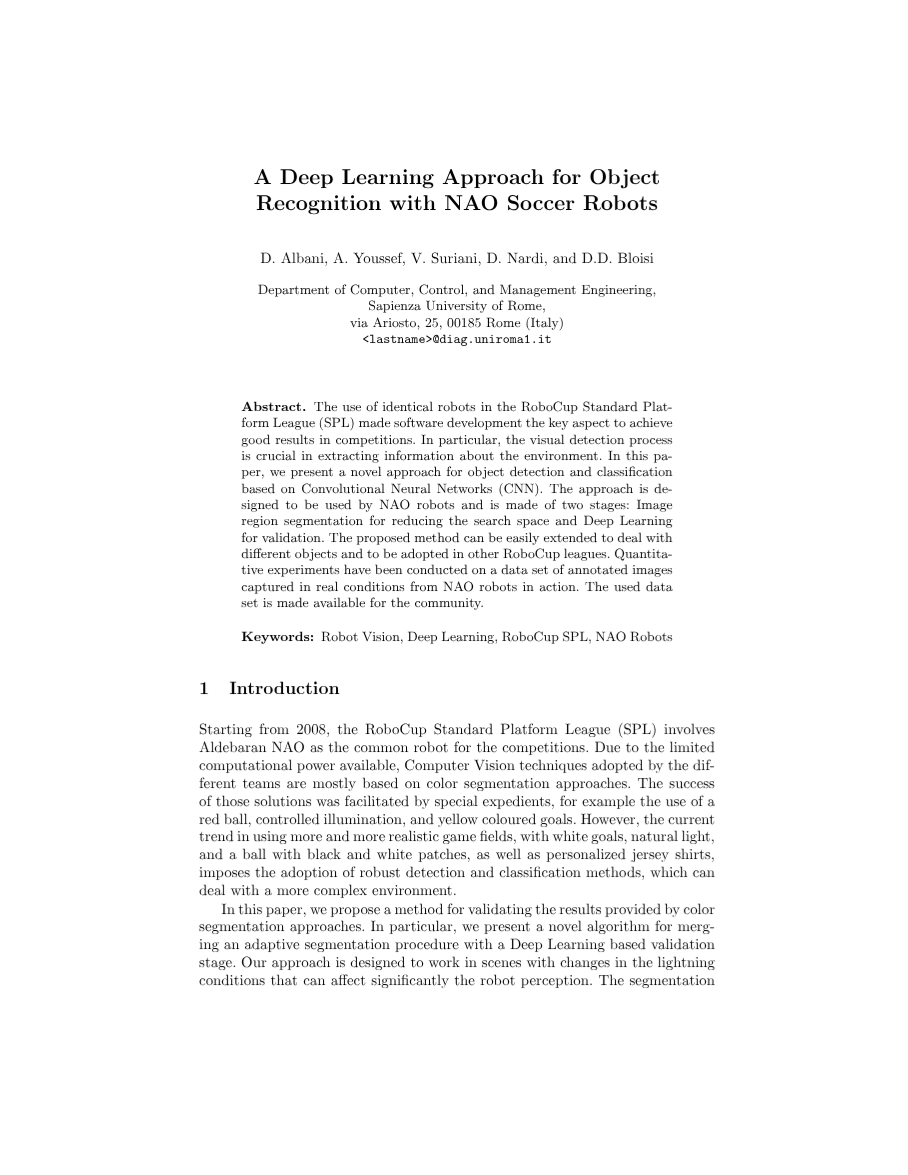 A Deep Learning Approach for Object
Recognition with NAO Soccer Robots
D. Albani, A. Youssef, V. Suriani, D. Nardi, and D.D. Bloisi
Department of Computer, Control, and Management Engineering,
Sapienza University of Rome,
via Ariosto, 25, 00185 Rome (Italy)
<lastname>@diag.uniroma1.it
Abstract. The use of identical robots in the RoboCup Standard Plat-
form League (SPL) made software development the key aspect to achieve
good results in competitions. In particular, the visual detection process
is crucial in extracting information about the environment. In this pa-
per, we present a novel approach for object detection and classification
based on Convolutional Neural Networks (CNN). The approach is de-
signed to be used by NAO robots and is made of two stages: Image
region segmentation for reducing the search space and Deep Learning
for validation. The proposed method can be easily extended to deal with
different objects and to be adopted in other RoboCup leagues. Quantita-
tive experiments have been conducted on a data set of annotated images
captured in real conditions from NAO robots in action. The used data
set is made available for the community.
Keywords: Robot Vision, Deep Learning, RoboCup SPL, NAO Robots
1 Introduction
Starting from 2008, the RoboCup Standard Platform League (SPL) involves
Aldebaran NAO as the common robot for the competitions. Due to the limited
computational power available, Computer Vision techniques adopted by the dif-
ferent teams are mostly based on color segmentation approaches. The success
of those solutions was facilitated by special expedients, for example the use of a
red ball, controlled illumination, and yellow coloured goals. However, the current
trend in using more and more realistic game fields, with white goals, natural light,
and a ball with black and white patches, as well as personalized jersey shirts,
imposes the adoption of robust detection and classification methods, which can
deal with a more complex environment.
In this paper, we propose a method for validating the results provided by color
segmentation approaches. In particular, we present a novel algorithm for merg-
ing an adaptive segmentation procedure with a Deep Learning based validation
stage. Our approach is designed to work in scenes with changes in the lightning
conditions that can affect significantly the robot perception. The segmentation